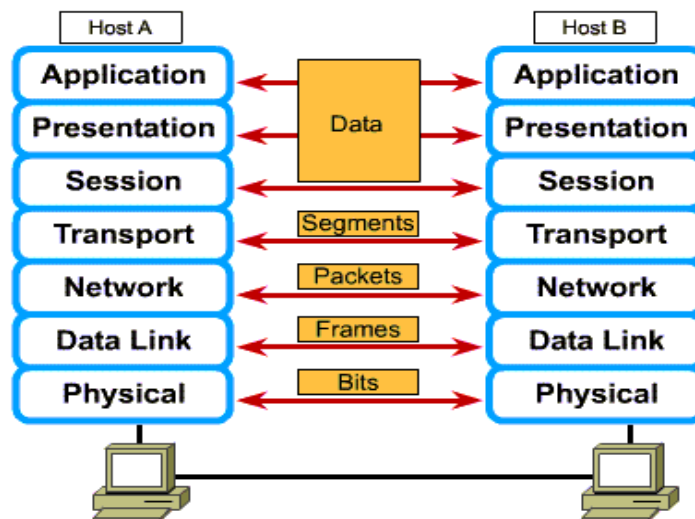 Host A
Host B
Application
Application
Presentation
Data
Presentation
Session
Session
Transport
Segments
Transport
Network
Packets
Network
Data Link
Frames
Data Link
Physical
Bits
Physical